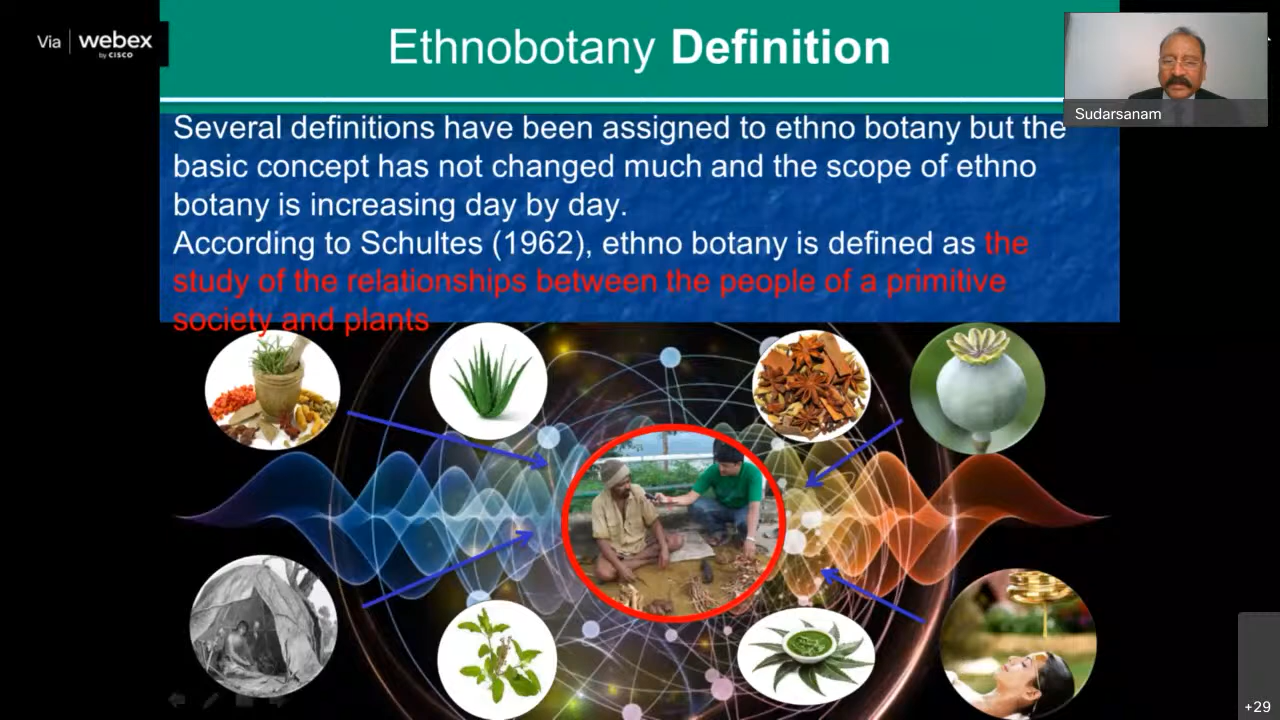 Via webex
by CISCO
Ethnobotany Definition
Sudarsanam
Several definitions have been assigned to ethno botany but the
basic concept has not changed much and the scope of ethno
botany is increasing day by day.
According to Schultes (1962), ethno botany is defined as the
study of the relationships between the people of a primitive
society and plants
+29